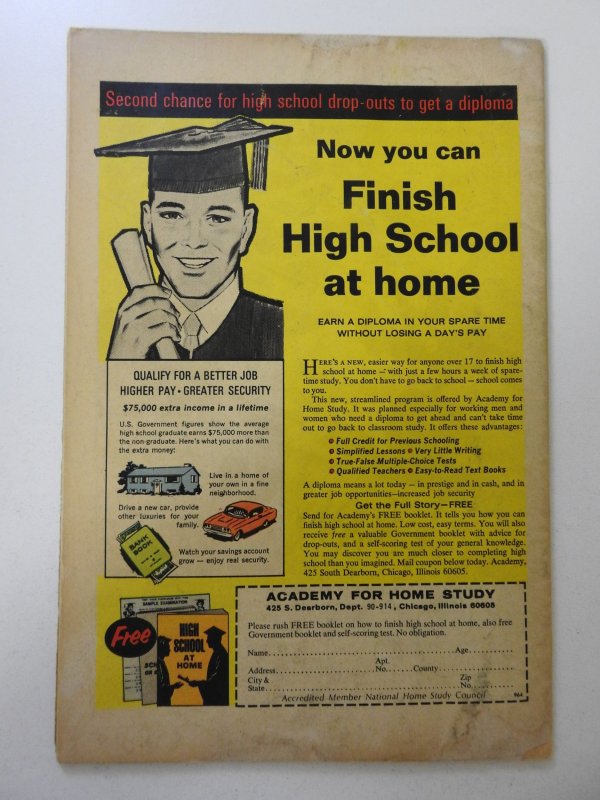 Second chance for high school drop-outs to get a diploma
Now you can
Finish
High School
at home
EARN A DIPLOMA IN YOUR SPARE TIME
WITHOUT LOSING A DAY'S PAY
HERE'S A NEW, easier way for anyone over 17 to finish high
school at home — with just a few hours a week of spare-
time study. You don't have to go back to school — school comes
to you.
This new, streamlined program is offered by Academy for
Home Study. It was planned especially for working men and
women who need a diploma to get ahead and can't take time
out to go back to classroom study. It offers these advantages:
• Full Credit for Previous Schooling
• Simplified Lessons • Very Little Writing
• True-False Multiple-Choice Tests
• Qualified Teachers • Easy-to-Read Text Books
A diploma means a lot today — in prestige and in cash, and in
greater job opportunities—increased job security
Get the Full Story—FREE
Send for Academy's FREE booklet. It tells you how you can
finish high school at home. Low cost, easy terms. You will also
receive free a valuable Government booklet with advice for
drop-outs, and a self-scoring test of your general knowledge.
You may discover you are much closer to completing high
school than you imagined. Mail coupon below today. Academy,
425 South Dearborn, Chicago, Illinois 60605.
QUALIFY FOR A BETTER JOB
HIGHER PAY • GREATER SECURITY
$75,000 extra income in a lifetime
U.S. Government figures show the average
high school graduate earns $75,000 more than
the non-graduate. Here's what you can do with
the extra money:
Live in a home of
your own in a fine
neighborhood.
Drive a new car, provide
other luxuries for your
family.
BANK
BOOK
Watch your savings account
grow — enjoy real security.
SAMPLE EXAMINATION
Free
HIGH
SCHOOL
AT
HOME
ACADEMY FOR HOME STUDY
425 S. Dearborn, Dept. 90-914, Chicago, Illinois 60605
Please rush FREE booklet on how to finish high school at home, also free
Government booklet and self-scoring test. No obligation.
Name Age
Apt.
Address No. County
City & Zip
State No.
Accredited Member National Home Study Council
964